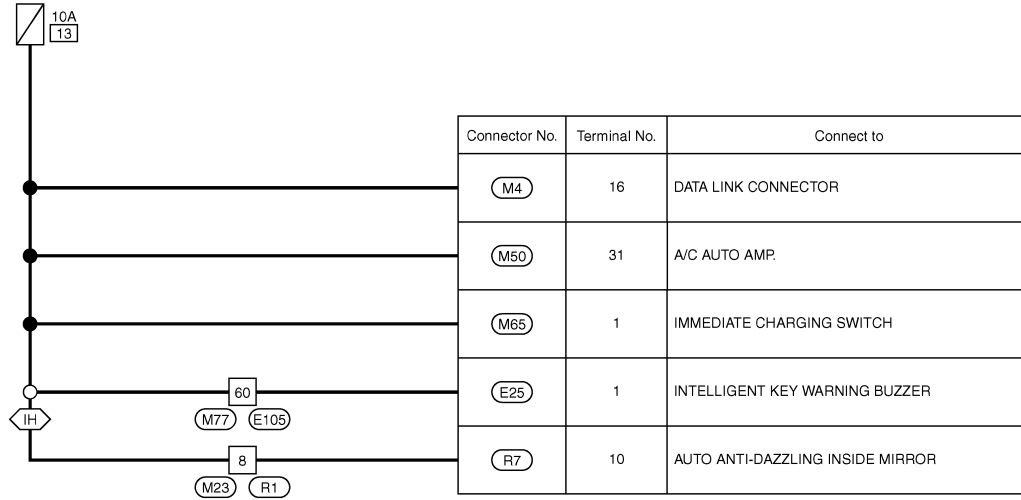 10A
13
Connector No. Terminal No. Connect to
M4 16 DATA LINK CONNECTOR
M50 31 A/C AUTO AMP.
M65 1 IMMEDIATE CHARGING SWITCH
60 E25 1 INTELLIGENT KEY WARNING BUZZER
IH M77 E105
8 R7 10 AUTO ANTI-DAZZLING INSIDE MIRROR
M23 R1